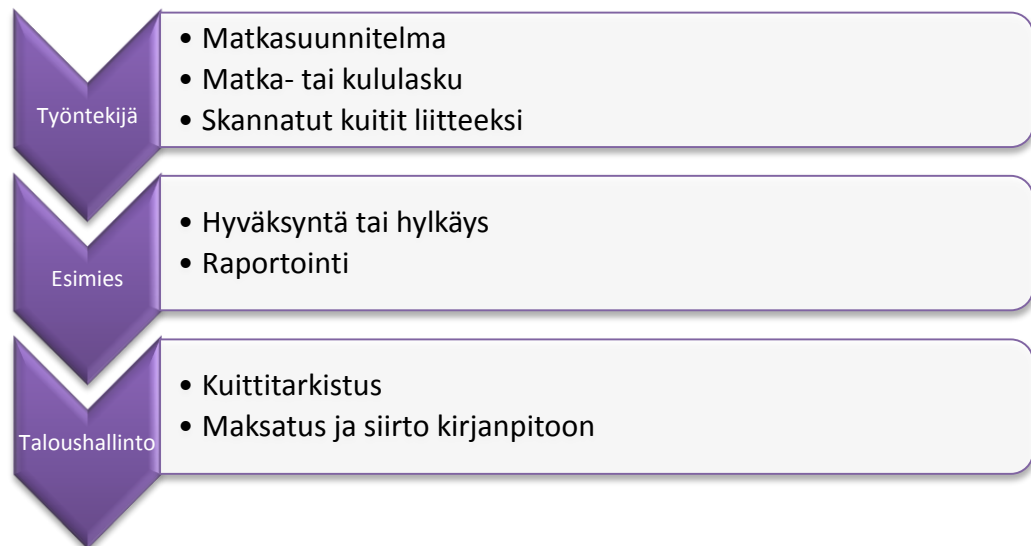 Työntekijä
• Matkasuunnitelma
• Matka- tai kululasku
• Skannatut kuitit liitteeksi
Esimies
• Hyväksyntä tai hylkäys
• Raportointi
Taloushallinto
• Kuittitarkistus
• Maksatus ja siirto kirjanpitoon